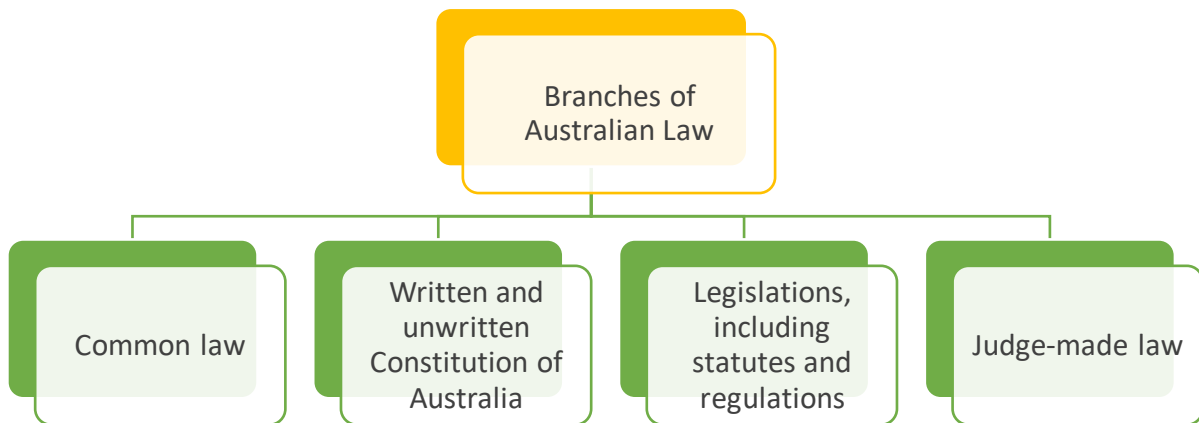 Branches of
Australian Law
Common law
Written and
unwritten
Constitution of
Australia
Legislations,
including
statutes and
regulations
Judge-made law